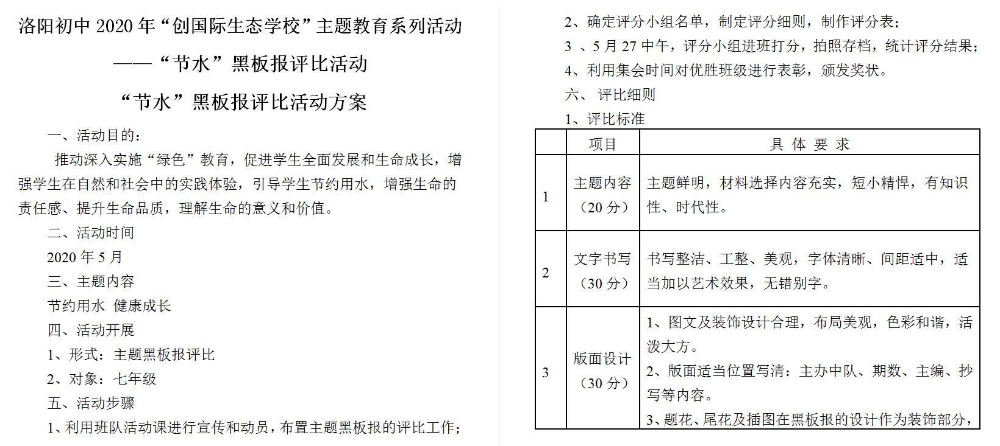 洛阳初中 2020 年“创国际生态学校”主题教育系列活动
——“节水”黑板报评比活动
“节水”黑板报评比活动方案
一、活动目的：
推动深入实施“绿色”教育，促进学生全面发展和生命成长，增
强学生在自然和社会中的实践体验，引导学生节约用水，增强生命的
责任感、提升生命品质，理解生命的意义和价值。
二、活动时间
2020 年 5 月
三、主题内容
节约用水 健康成长
四、活动开展
1、形式：主题黑板报评比
2、对象：七年级
五、活动步骤
1、利用班队活动课进行宣传和动员，布置主题黑板报的评比工作；
2、确定评分小组名单，制定评分细则，制作评分表；
3 、5 月 27 中午，评分小组进班打分，拍照存档，统计评分结果；
4、利用集会时间对优胜班级进行表彰，颁发奖状。
六、 评比细则
1、评比标准
项目 具 体 要 求
1 主题内容（20 分） 主题鲜明，材料选择内容充实，短小精悍，有知识
性、时代性。
2 文字书写（30 分） 书写整洁、工整、美观，字体清晰、间距适中，适
当加以艺术效果，无错别字。
3 版面设计（30 分） 1、图文及装饰设计合理，布局美观，色彩和谐，活
泼大方。
2、版面适当位置写清：主办中队、期数、主编、抄
写等内容。
3、题花、尾花及插图在黑板报的设计作为装饰部分，